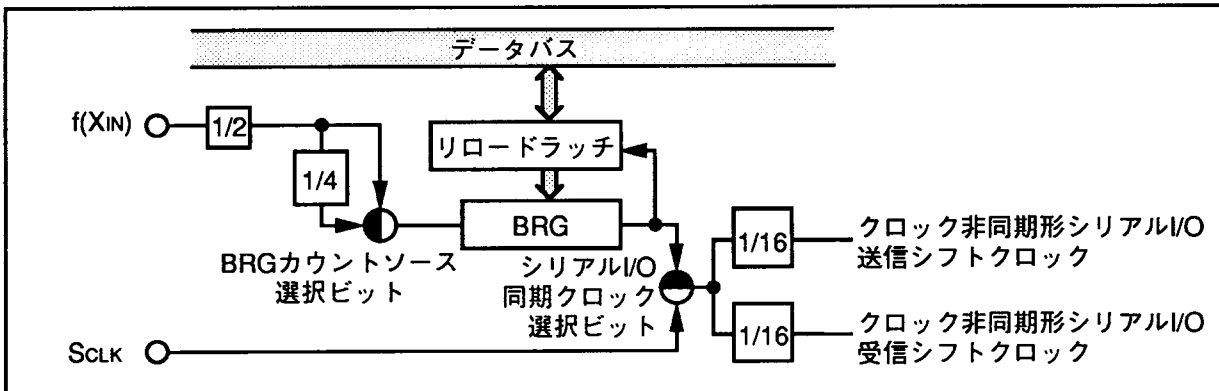 データバス
f(XIN)
1/2
リロードラッチ
1/4
BRG
BRGカウントソース
選択ビット
シリアルI/O
同期クロック
選択ビット
1/16
クロック非同期形シリアルI/O
送信シフトクロック
1/16
クロック非同期形シリアルI/O
受信シフトクロック
SCLK